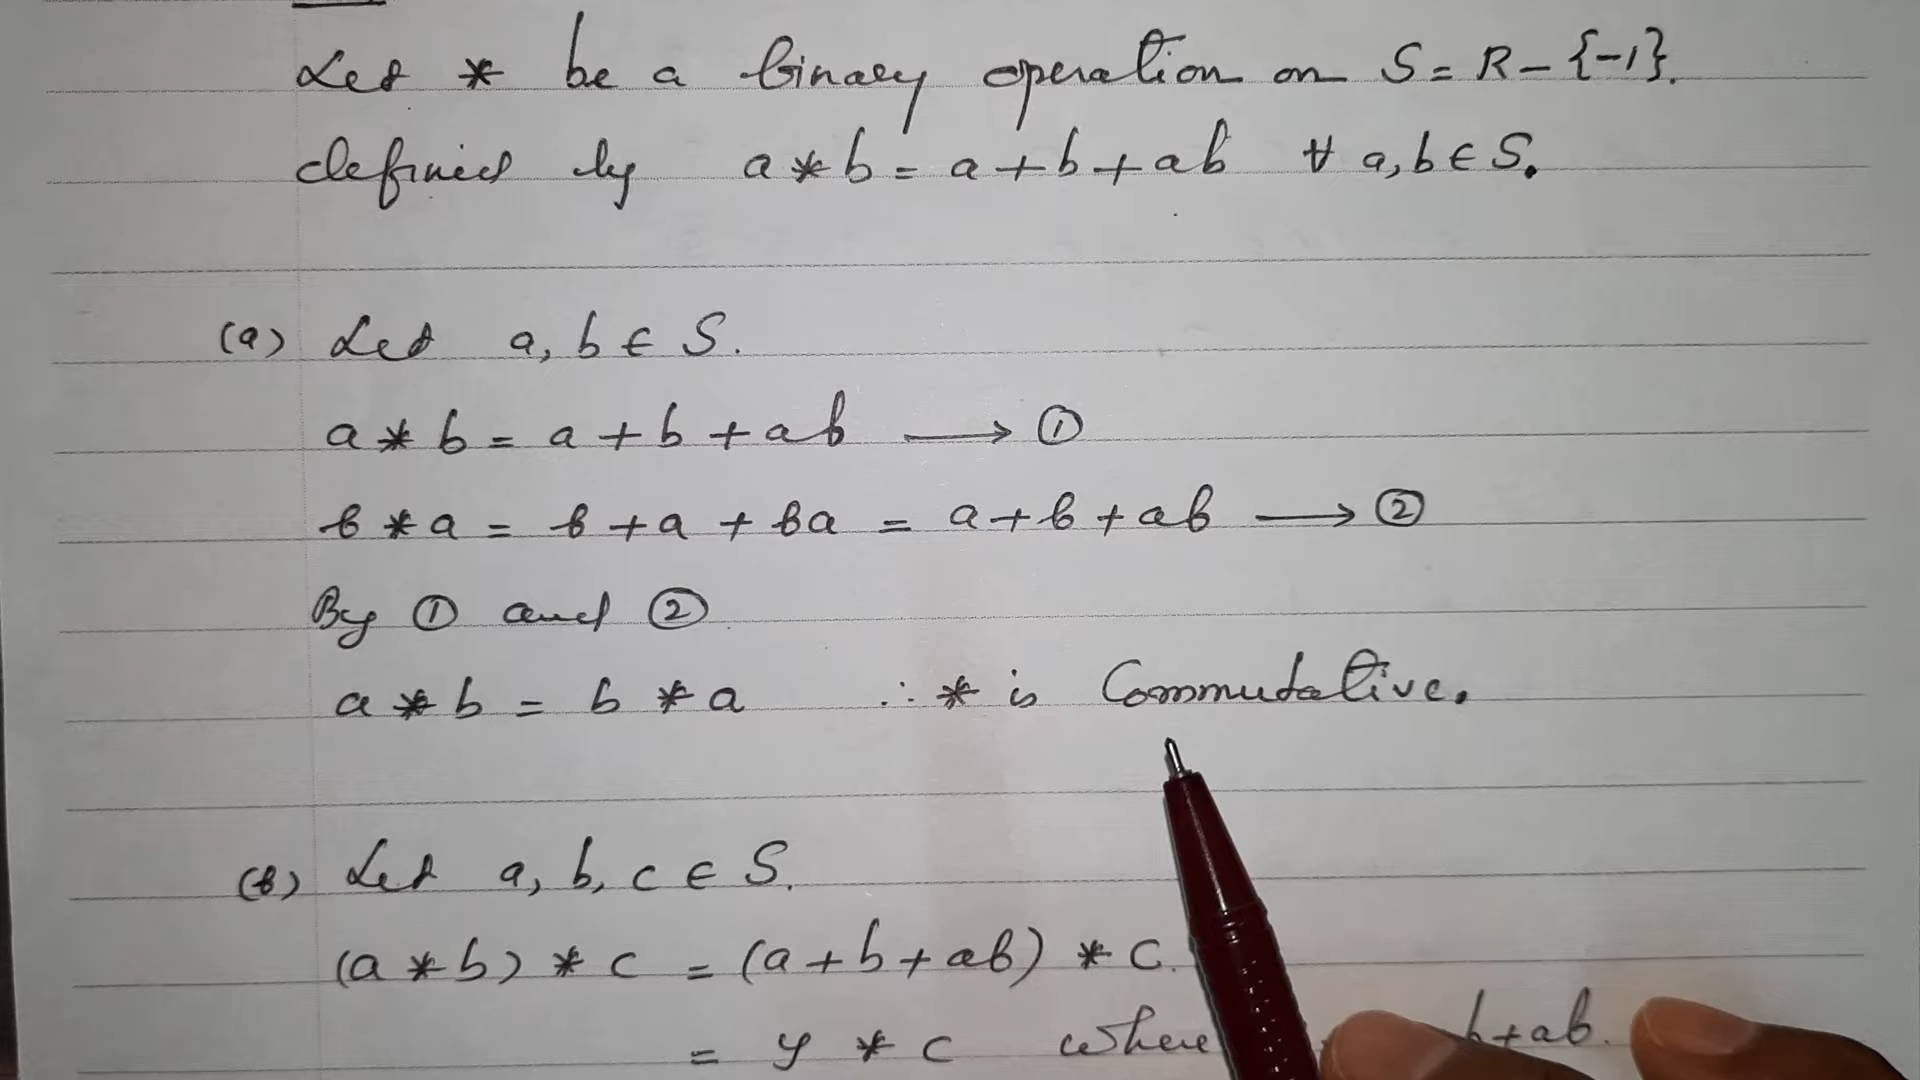 Let * be a binary operation on S = R - {-1}.
defined by a * b = a + b + ab ∀ a, b ∈ S.
(a) Let a, b ∈ S.
a * b = a + b + ab ⟶ ①
b * a = b + a + ba = a + b + ab ⟶ ②
By ① and ②
a * b = b * a ∴ * is Commutative.
(b) Let a, b, c ∈ S.
(a * b) * c = (a + b + ab) * c.
= y * c where b + ab.